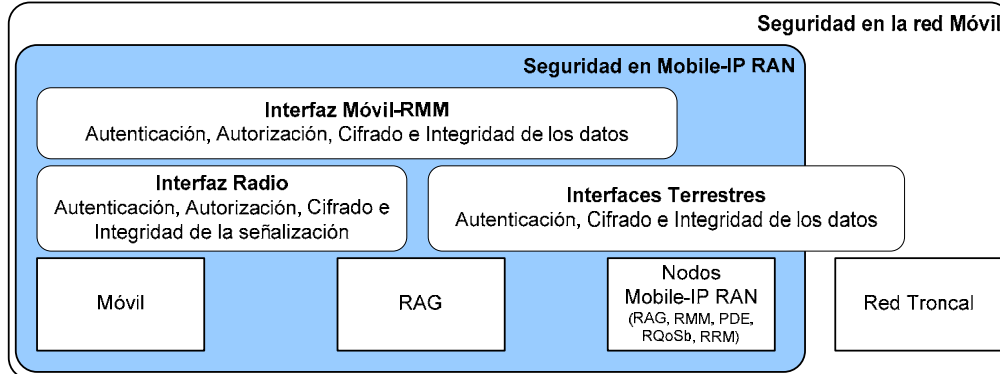 Seguridad en la red Móvil
Seguridad en Mobile-IP RAN
Interfaz Móvil-RMM
Autenticación, Autorización, Cifrado e Integridad de los datos
Interfaz Radio
Autenticación, Autorización, Cifrado e
Integridad de la señalización
Interfaces Terrestres
Autenticación, Cifrado e Integridad de los datos
Móvil
RAG
Nodos
Mobile-IP RAN
(RAG, RMM, PDE,
RQoSb, RRM)
Red Troncal